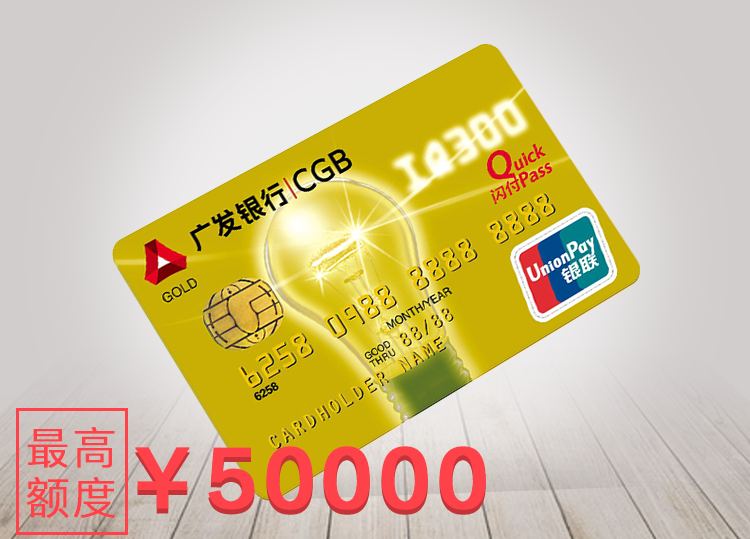 IQ300
广发银行|CGB
Quick
闪付Pass
GOLD
UnionPay
银联
6258 0988 8888 8888
6258
MONTH/YEAR
GOOD
THRU
88/88
CARDHOLDER NAME
最高
额度
¥50000